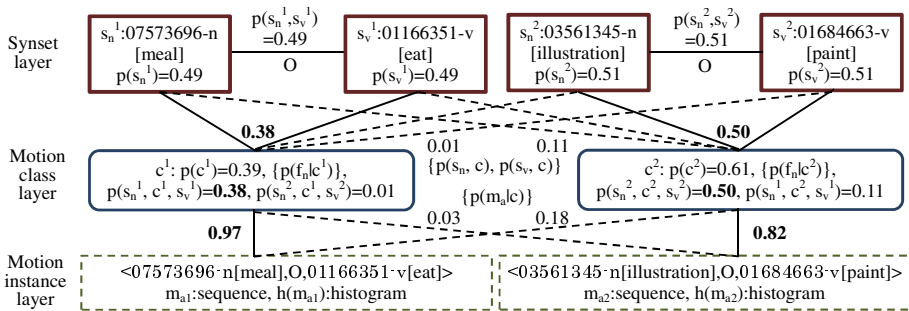 Synset
layer
s_n^1:07573696-n
[meal]
p(s_n^1)=0.49
p(s_n^1,s_v^1)
=0.49
O
s_v^1:01166351-v
[eat]
p(s_v^1)=0.49
s_n^2:03561345-n
[illustration]
p(s_n^2)=0.51
p(s_n^2,s_v^2)
=0.51
O
s_v^2:01684663-v
[paint]
p(s_v^2)=0.51
0.38
0.01
0.11
0.50
Motion
class
layer
c^1: p(c^1)=0.39, {p(f_n|c^1)},
p(s_n^1, c^1, s_v^1)=0.38, p(s_n^2, c^1, s_v^2)=0.01
{p(s_n, c), p(s_v, c)}
{p(m_a|c)}
c^2: p(c^2)=0.61, {p(f_n|c^2)},
p(s_n^2, c^2, s_v^2)=0.50, p(s_n^1, c^2, s_v^1)=0.11
0.97
0.03
0.18
0.82
Motion
instance
layer
<07573696-n[meal],O,01166351-v[eat]>
m_a1:sequence, h(m_a1):histogram
<03561345-n[illustration],O,01684663-v[paint]>
m_a2:sequence, h(m_a2):histogram